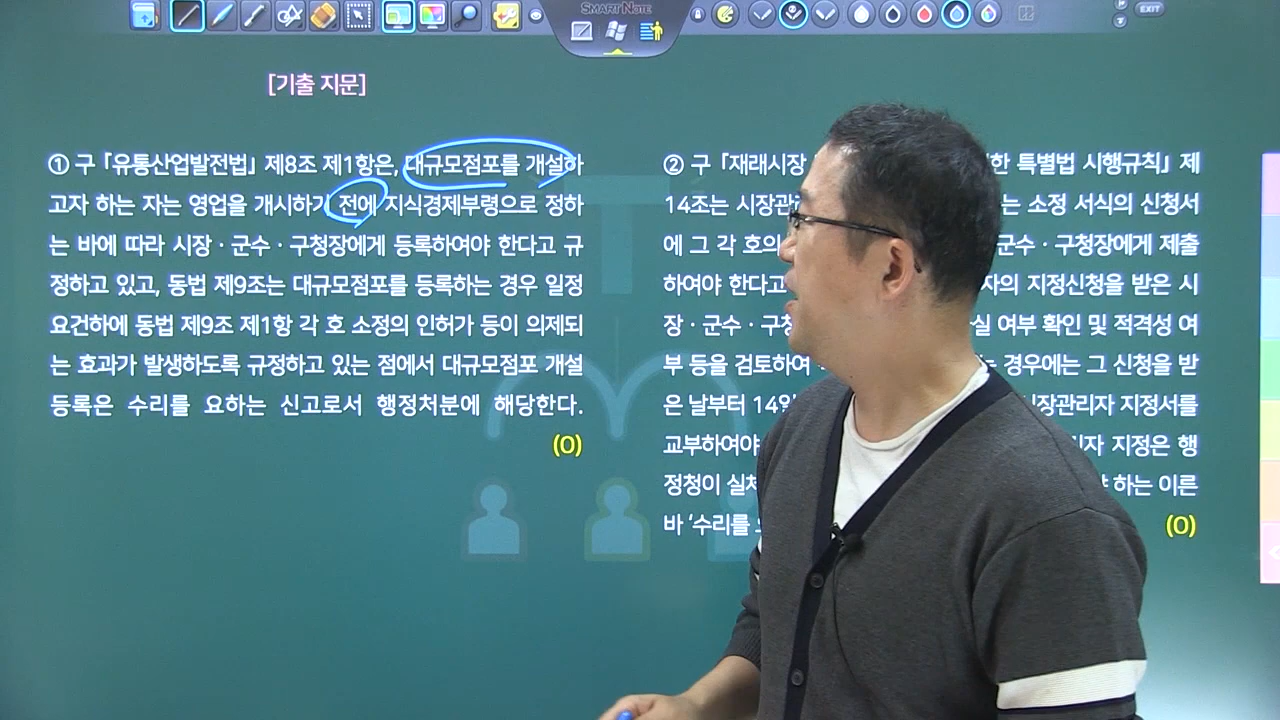 SMARTNOTE
EXIT
[기출 지문]
① 구 「유통산업발전법」 제8조 제1항은, 대규모점포를 개설하
고자 하는 자는 영업을 개시하기 전에 지식경제부령으로 정하
는 바에 따라 시장 · 군수 · 구청장에게 등록하여야 한다고 규
정하고 있고, 동법 제9조는 대규모점포를 등록하는 경우 일정
요건하에 동법 제9조 제1항 각 호 소정의 인허가 등이 의제되
는 효과가 발생하도록 규정하고 있는 점에서 대규모점포 개설
등록은 수리를 요하는 신고로서 행정처분에 해당한다.
(O)
② 구 「재래시장 한 특별법 시행규칙」 제
14조는 시장관리 는 소정 서식의 신청서
에 그 각 호의 군수 · 구청장에게 제출
하여야 한다고 자의 지정신청을 받은 시
장 · 군수 · 구청 실 여부 확인 및 적격성 여
부 등을 검토하여 경우에는 그 신청을 받
은 날부터 14일 시장관리자 지정서를
교부하여야 지정은 행
정청이 실체 하는 이른
바 '수리를
(O)